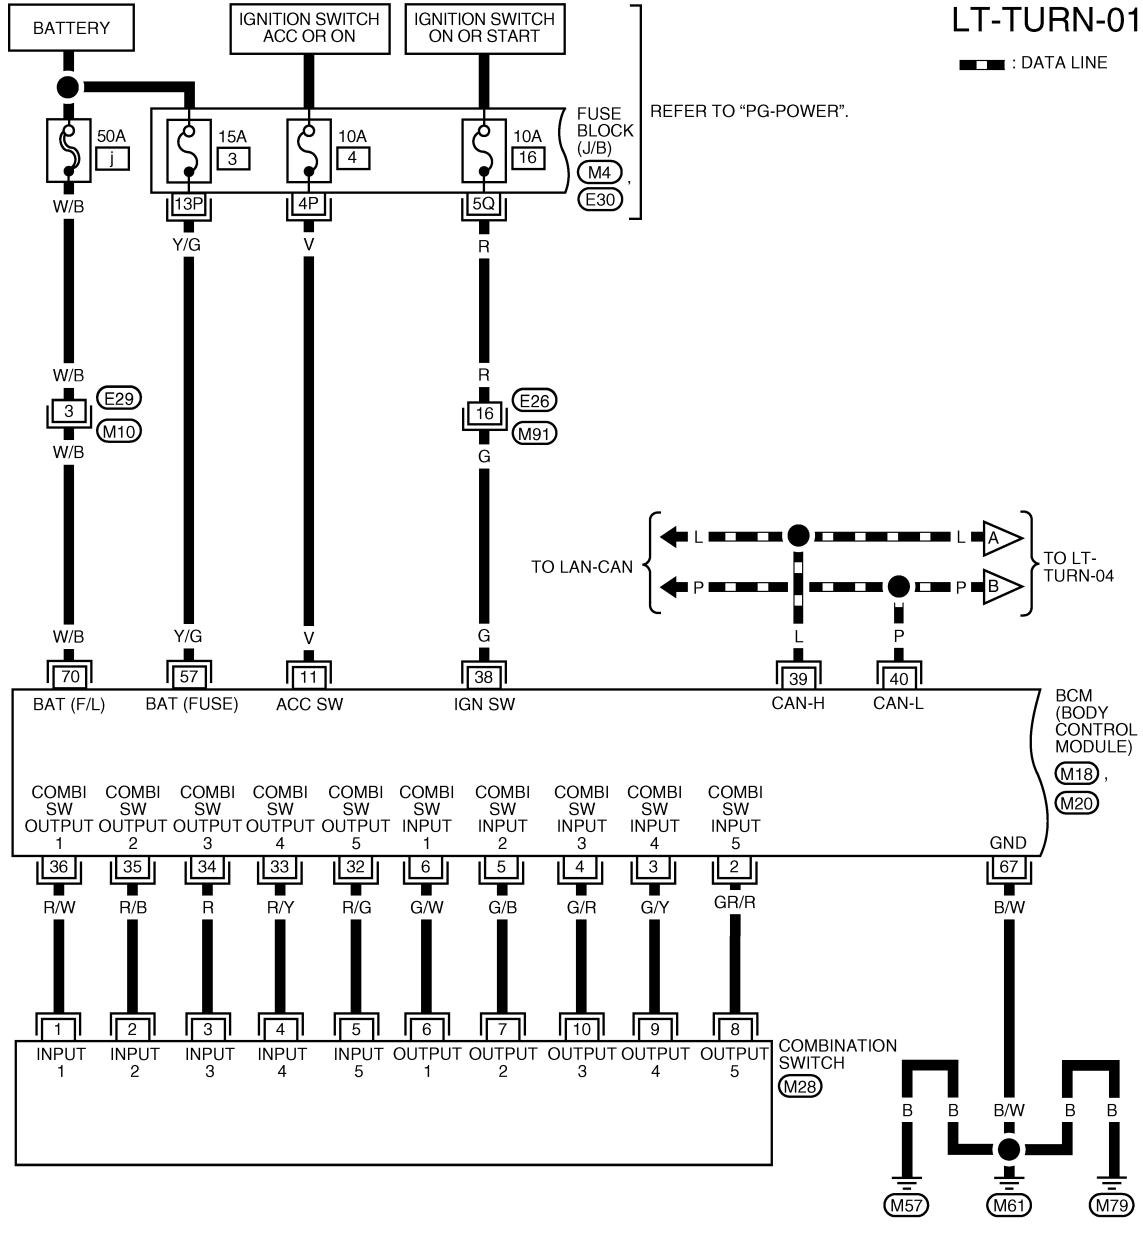 LT-TURN-01
: DATA LINE
BATTERY
IGNITION SWITCH
ACC OR ON
IGNITION SWITCH
ON OR START
50A
j
15A
3
10A
4
10A
16
FUSE
BLOCK
(J/B)
M4 ,
E30
REFER TO “PG-POWER”.
13P 4P 5Q
W/B Y/G V R
W/B R
3
E29
M10
16
E26
M91
W/B G
TO LAN-CAN
L L A
P P B
TO LT-
TURN-04
W/B Y/G V G L P
70 57 11 38 39 40
BAT (F/L) BAT (FUSE) ACC SW IGN SW CAN-H CAN-L
BCM
(BODY
CONTROL
MODULE)
M18 ,
M20
COMBI COMBI COMBI COMBI COMBI COMBI COMBI COMBI COMBI COMBI
SW SW SW SW SW SW SW SW SW SW
OUTPUT OUTPUT OUTPUT OUTPUT OUTPUT INPUT INPUT INPUT INPUT INPUT
1 2 3 4 5 1 2 3 4 5 GND
36 35 34 33 32 6 5 4 3 2 67
R/W R/B R R/Y R/G G/W G/B G/R G/Y GR/R B/W
1 2 3 4 5 6 7 10 9 8
INPUT INPUT INPUT INPUT INPUT OUTPUT OUTPUT OUTPUT OUTPUT OUTPUT
1 2 3 4 5 1 2 3 4 5
COMBINATION
SWITCH
M28
B B B/W B B
M57 M61 M79